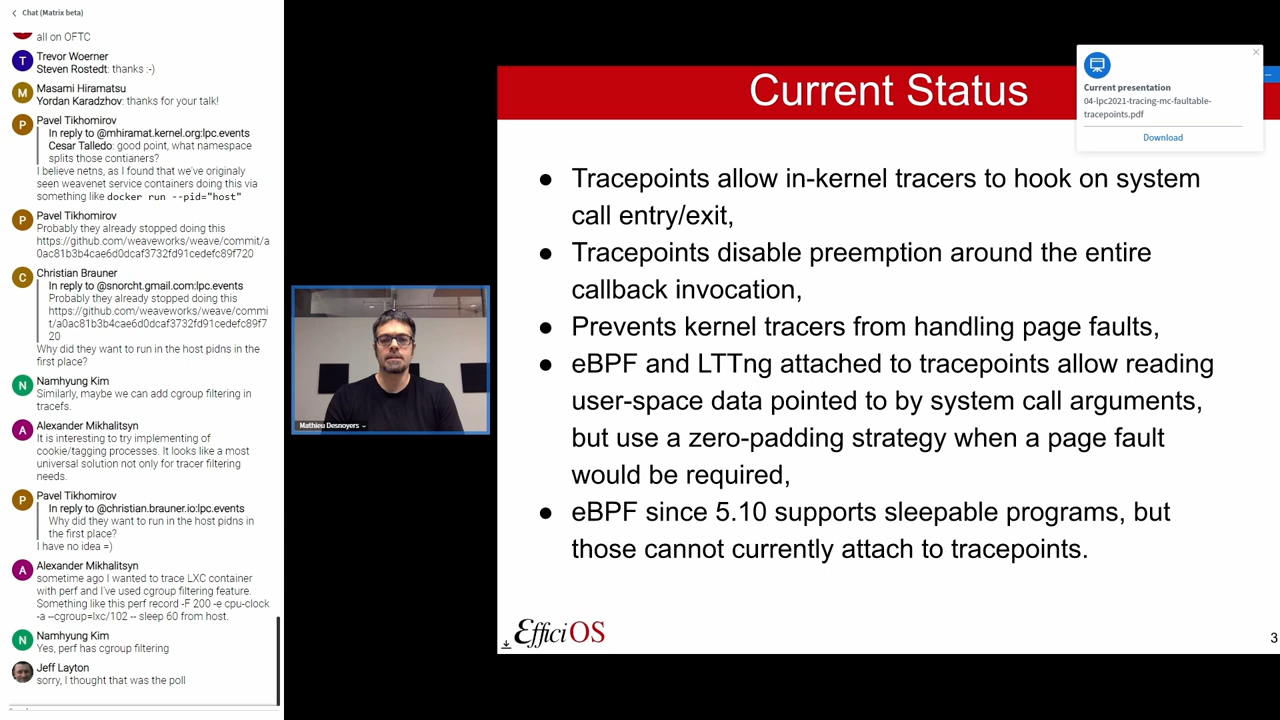 Chat (Matrix beta)
all on OFTC
T
Trevor Woerner
Steven Rostedt: thanks :-)
M
Masami Hiramatsu
Yordan Karadzhov: thanks for your talk!
P
Pavel Tikhomirov
In reply to @mhiramat.kernel.org:lpc.events
Cesar Talledo: good point, what namespace
splits those contianers?
I believe netns, as I found that we've originaly
seen weavenet service containers doing this via
something like docker run --pid="host"
P
Pavel Tikhomirov
Probably they already stopped doing this
https://github.com/weaveworks/weave/commit/a
0ac81b3b4cae6d0dcaf3732fd91cedefc89f720
C
Christian Brauner
In reply to @snorcht.gmail.com:lpc.events
Probably they already stopped doing this
https://github.com/weaveworks/weave/commi
t/a0ac81b3b4cae6d0dcaf3732fd91cedefc89f7
20
Why did they want to run in the host pidns in the
first place?
N
Namhyung Kim
Similarly, maybe we can add cgroup filtering in
tracefs.
A
Alexander Mikhalitsyn
It is interesting to try implementing of
cookie/tagging processes. It looks like a most
universal solution not only for tracer filtering
needs.
P
Pavel Tikhomirov
In reply to @christian.brauner.io:lpc.events
Why did they want to run in the host pidns in
the first place?
I have no idea =)
A
Alexander Mikhalitsyn
sometime ago I wanted to trace LXC container
with perf and I've used cgroup filtering feature.
Something like this perf record -F 200 -e cpu-clock
-a --cgroup=lxc/102 -- sleep 60 from host.
N
Namhyung Kim
Yes, perf has cgroup filtering
Jeff Layton
sorry, I thought that was the poll
Mathieu Desnoyers
Current Status
Current presentation
04-lpc2021-tracing-mc-faultable-
tracepoints.pdf
Download
● Tracepoints allow in-kernel tracers to hook on system
call entry/exit,
● Tracepoints disable preemption around the entire
callback invocation,
● Prevents kernel tracers from handling page faults,
● eBPF and LTTng attached to tracepoints allow reading
user-space data pointed to by system call arguments,
but use a zero-padding strategy when a page fault
would be required,
● eBPF since 5.10 supports sleepable programs, but
those cannot currently attach to tracepoints.
EfficiOS
3